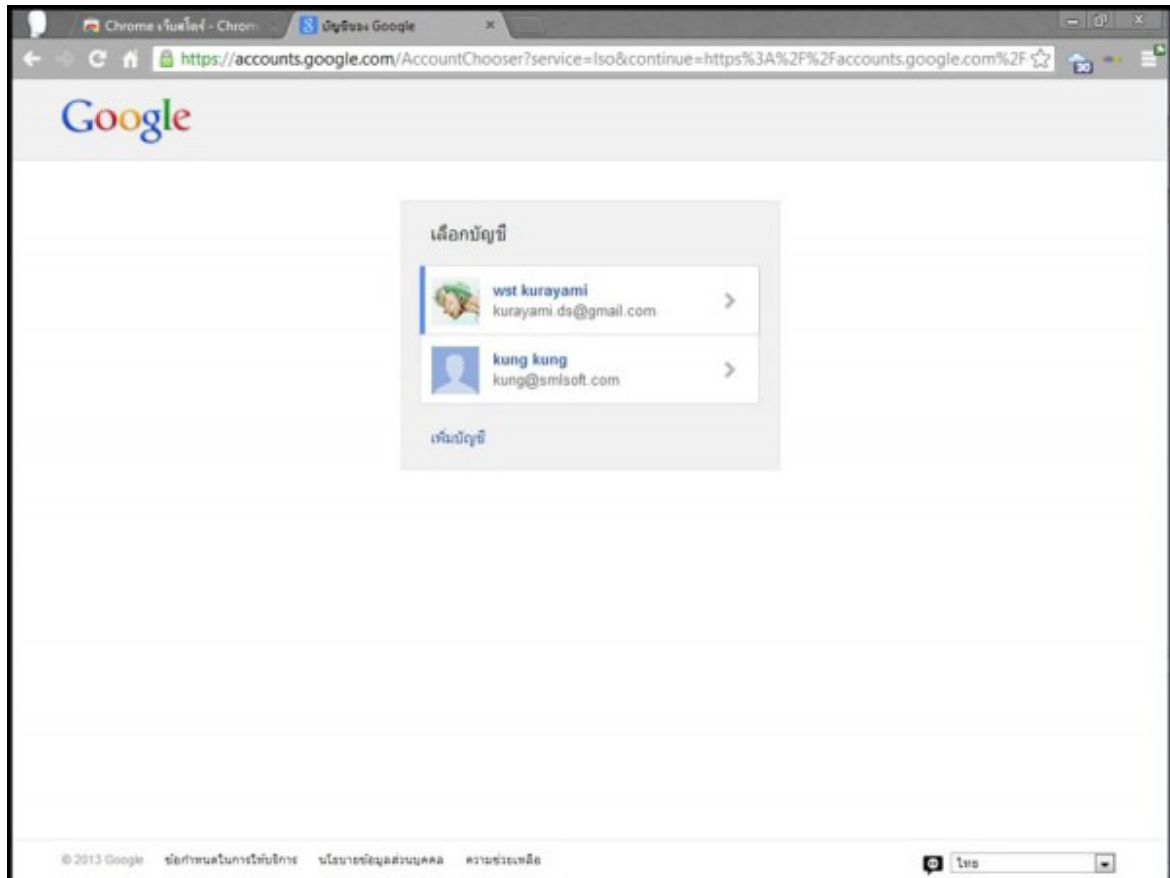 Chrome เว็บสโตร์ - Chrom
บัญชีของ Google
https://accounts.google.com/AccountChooser?service=lso&continue=https%3A%2F%2Faccounts.google.com%2F
30
Google
เลือกบัญชี
wst kurayami
kurayami.ds@gmail.com
kung kung
kung@smlsoft.com
เพิ่มบัญชี
© 2013 Google ข้อกำหนดในการให้บริการ นโยบายข้อมูลส่วนบุคคล ความช่วยเหลือ
ไทย